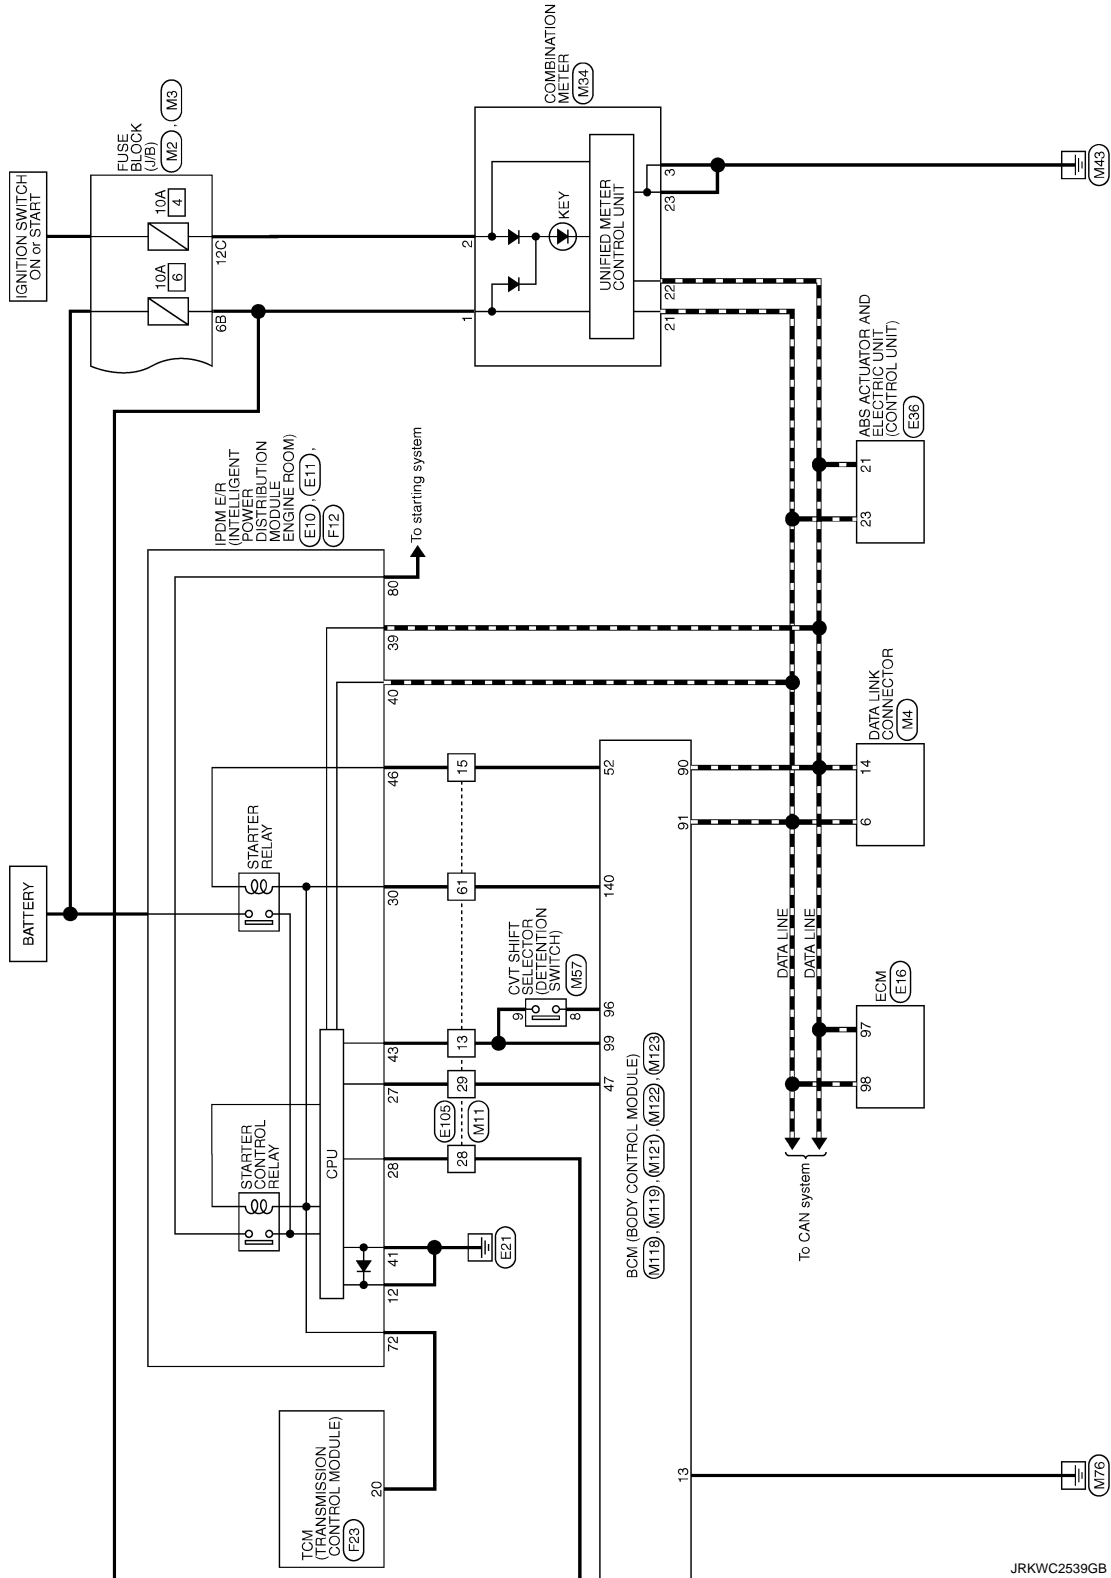 IGNITION SWITCH
ON or START
FUSE
BLOCK
(J/B)
M2 , M3
10A
4
10A
6
12C
6B
COMBINATION
METER
M34
2
1
KEY
UNIFIED METER
CONTROL UNIT
3
23
22
21
M43
BATTERY
IPDM E/R
(INTELLIGENT
POWER
DISTRIBUTION
MODULE
ENGINE ROOM)
E10 , E11 ,
F12
To starting system
80
39
40
46
30
43
27
28
41
12
72
STARTER
RELAY
STARTER
CONTROL
RELAY
CPU
E21
15
61
13
29
28
E105
M11
CVT SHIFT
SELECTOR
(DETENTION
SWITCH)
M57
9
8
52
140
96
99
47
90
91
13
BCM (BODY CONTROL MODULE)
M118 , M119 , M121 , M122 , M123
ABS ACTUATOR AND
ELECTRIC UNIT
(CONTROL UNIT)
E36
21
23
DATA LINK
CONNECTOR
M4
14
6
DATA LINE
DATA LINE
ECM
E16
97
98
To CAN system
TCM
(TRANSMISSION
CONTROL MODULE)
F23
20
M76
JRKWC2539GB